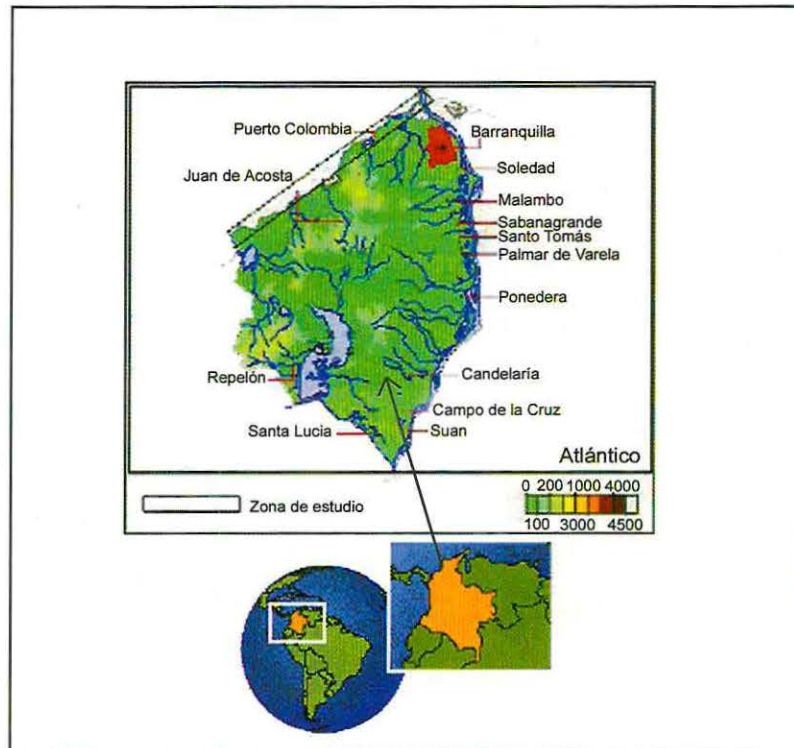 Puerto Colombia
Barranquilla
Juan de Acosta
Soledad
Malambo
Sabanagrande
Santo Tomás
Palmar de Varela
Ponedera
Repelón
Candelaría
Campo de la Cruz
Santa Lucia
Suan
Atlántico
Zona de estudio
0 200 1000 4000
100 3000 4500